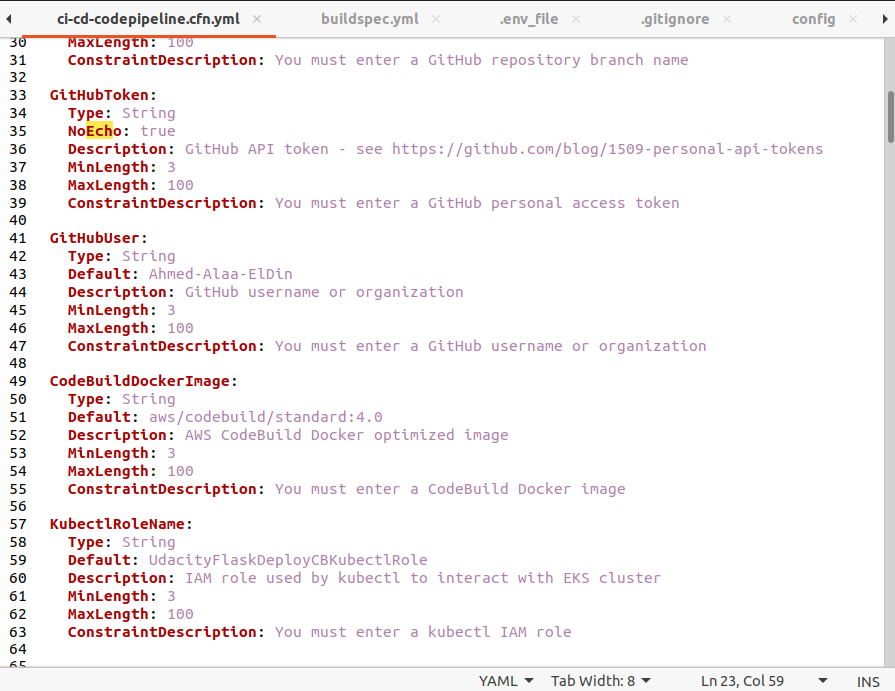 ci-cd-codepipeline.cfn.yml × buildspec.yml × .env_file × .gitignore × config ×
30 MaxLength: 100
31 ConstraintDescription: You must enter a GitHub repository branch name
32
33 GitHubToken:
34 Type: String
35 NoEcho: true
36 Description: GitHub API token - see https://github.com/blog/1509-personal-api-tokens
37 MinLength: 3
38 MaxLength: 100
39 ConstraintDescription: You must enter a GitHub personal access token
40
41 GitHubUser:
42 Type: String
43 Default: Ahmed-Alaa-ElDin
44 Description: GitHub username or organization
45 MinLength: 3
46 MaxLength: 100
47 ConstraintDescription: You must enter a GitHub username or organization
48
49 CodeBuildDockerImage:
50 Type: String
51 Default: aws/codebuild/standard:4.0
52 Description: AWS CodeBuild Docker optimized image
53 MinLength: 3
54 MaxLength: 100
55 ConstraintDescription: You must enter a CodeBuild Docker image
56
57 KubectlRoleName:
58 Type: String
59 Default: UdacityFlaskDeployCBKubectlRole
60 Description: IAM role used by kubectl to interact with EKS cluster
61 MinLength: 3
62 MaxLength: 100
63 ConstraintDescription: You must enter a kubectl IAM role
64
65
YAML Tab Width: 8 Ln 23, Col 59 INS